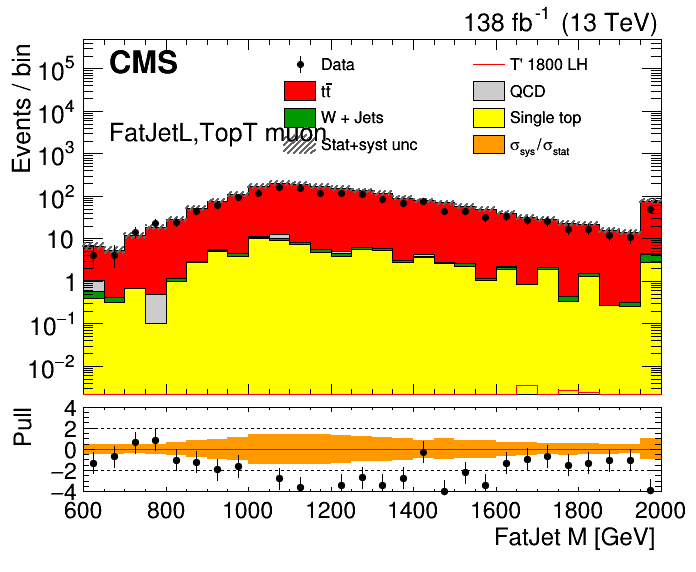 138 fb⁻¹ (13 TeV)
CMS
Data
T' 1800 LH
tt̄
QCD
W + Jets
Single top
FatJetL,TopT muon
Stat+syst unc
σsys/σstat
Events / bin
10⁵
10⁴
10³
10²
10
1
10⁻¹
10⁻²
Pull
4
2
0
−2
−4
600 800 1000 1200 1400 1600 1800 2000
FatJet M [GeV]